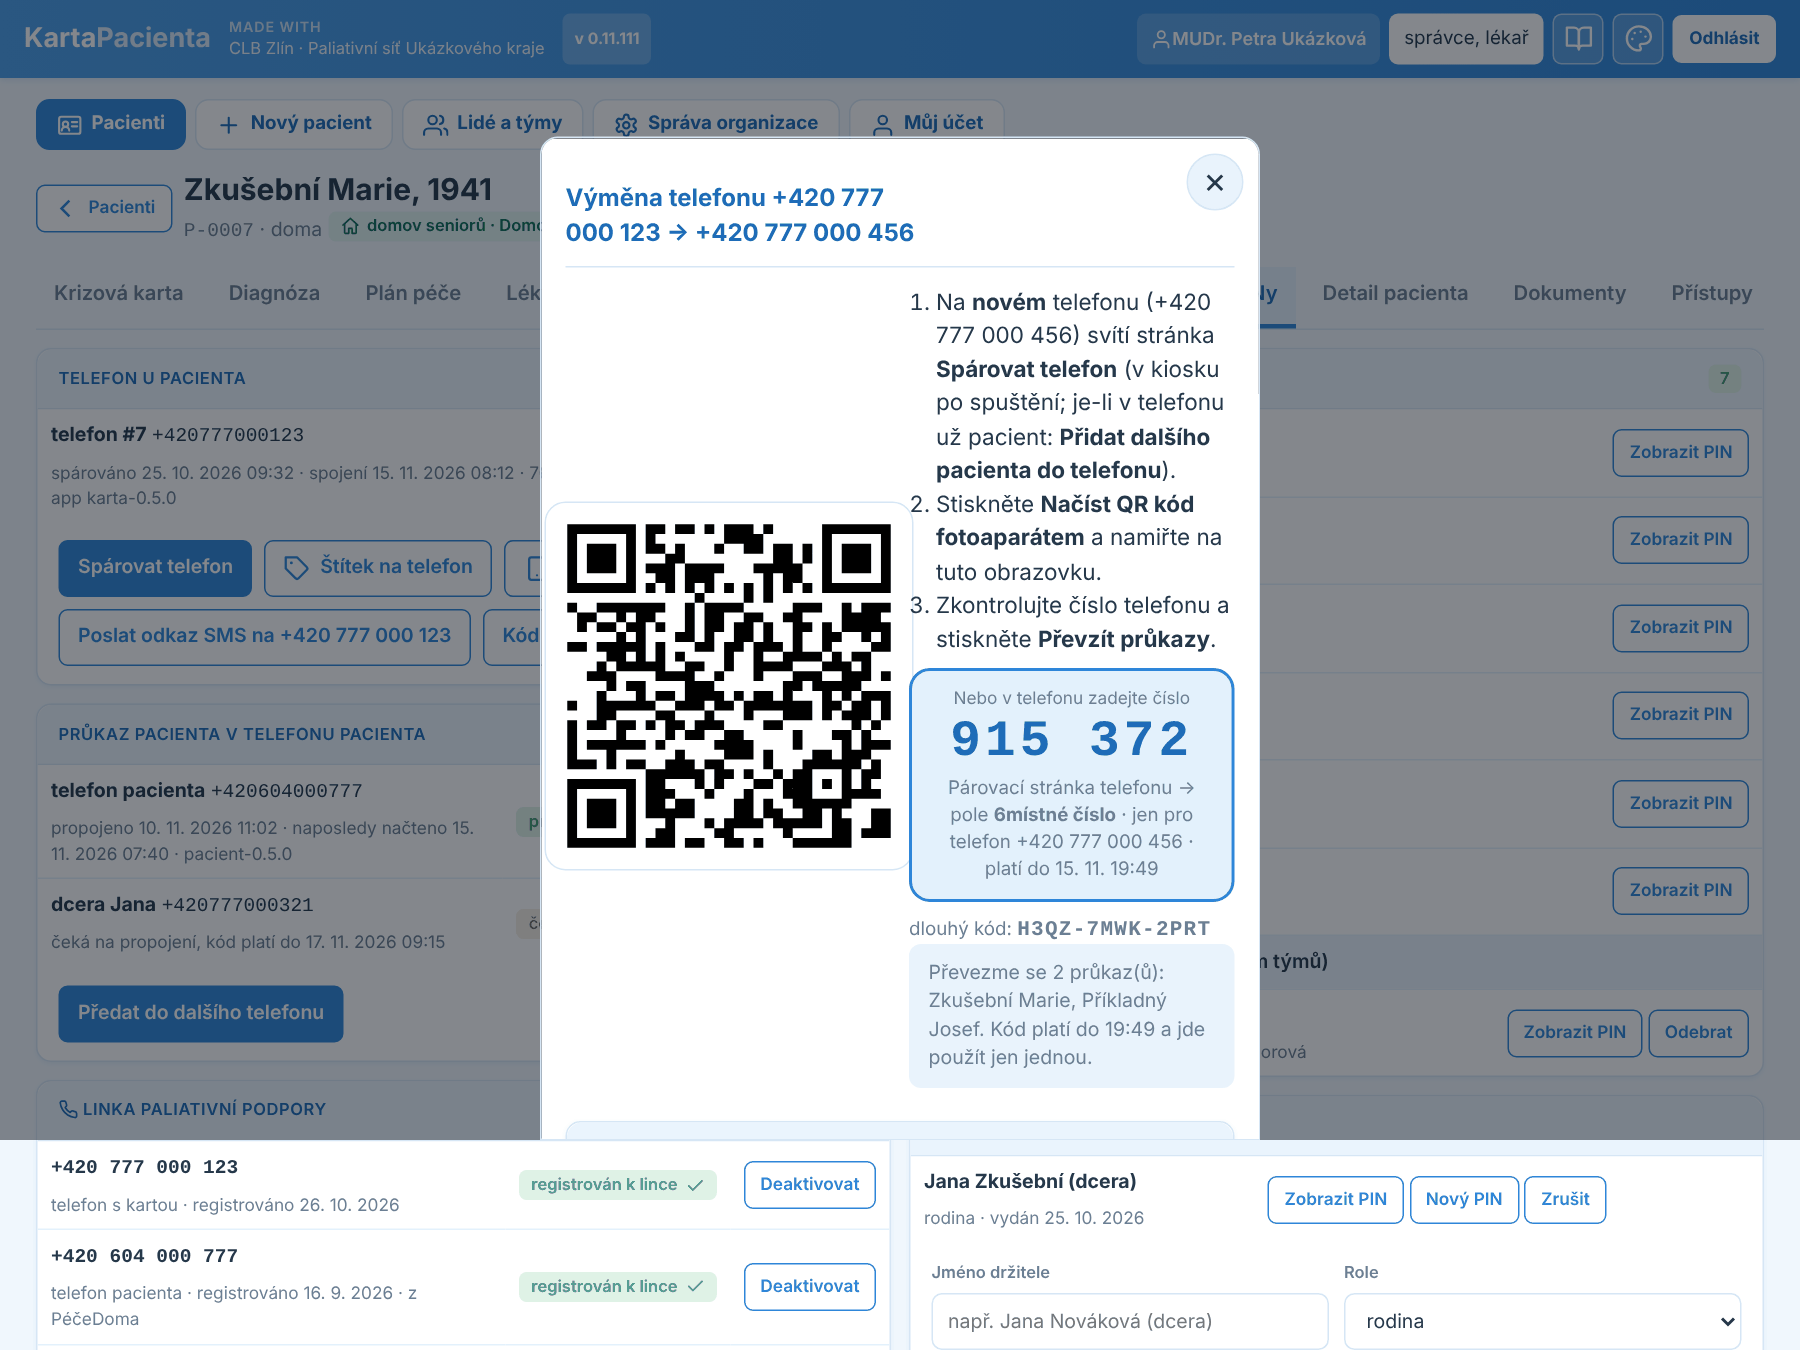 KartaPacienta
MADE WITH
CLB Zlín · Paliativní síť Ukázkového kraje
v 0.11.111
MUDr. Petra Ukázková
správce, lékař
Odhlásit
Pacienti
Nový pacient
Lidé a týmy
Správa organizace
Můj účet
Pacienti
Zkušební Marie, 1941
P-0007 · doma
domov seniorů
Krizová karta
Diagnóza
Plán péče
Detail pacienta
Dokumenty
Přístupy
TELEFON U PACIENTA
telefon #7 +420777000123
spárováno 25. 10. 2026 09:32 · spojení 15. 11. 2026 08:12 ·
app karta-0.5.0
Spárovat telefon
Štítek na telefon
Poslat odkaz SMS na +420 777 000 123
Kód
PRŮKAZ PACIENTA V TELEFONU PACIENTA
telefon pacienta +420604000777
propojeno 10. 11. 2026 11:02 · naposledy načteno 15.
11. 2026 07:40 · pacient-0.5.0
dcera Jana +420777000321
čeká na propojení, kód platí do 17. 11. 2026 09:15
Předat do dalšího telefonu
LINKA PALIATIVNÍ PODPORY
+420 777 000 123
telefon s kartou · registrováno 26. 10. 2026
registrován k lince
Deaktivovat
+420 604 000 777
telefon pacienta · registrováno 16. 9. 2026 · z
PéčeDoma
registrován k lince
Deaktivovat
Výměna telefonu +420 777
000 123 → +420 777 000 456
1. Na novém telefonu (+420
777 000 456) svítí stránka
Spárovat telefon (v kiosku
po spuštění; je-li v telefonu
už pacient: Přidat dalšího
pacienta do telefonu).
2. Stiskněte Načíst QR kód
fotoaparátem a namiřte na
tuto obrazovku.
3. Zkontrolujte číslo telefonu a
stiskněte Převzít průkazy.
Nebo v telefonu zadejte číslo
915 372
Párovací stránka telefonu →
pole 6místné číslo · jen pro
telefon +420 777 000 456 ·
platí do 15. 11. 19:49
dlouhý kód: H3QZ-7MWK-2PRT
Převezme se 2 průkaz(ů):
Zkušební Marie, Příkladný
Josef. Kód platí do 19:49 a jde
použít jen jednou.
7
Zobrazit PIN
Zobrazit PIN
Zobrazit PIN
Zobrazit PIN
Zobrazit PIN
Zobrazit PIN
týmů)
Zobrazit PIN
Odebrat
Jana Zkušební (dcera)
rodina · vydán 25. 10. 2026
Zobrazit PIN
Nový PIN
Zrušit
Jméno držitele
Role
např. Jana Nováková (dcera)
rodina